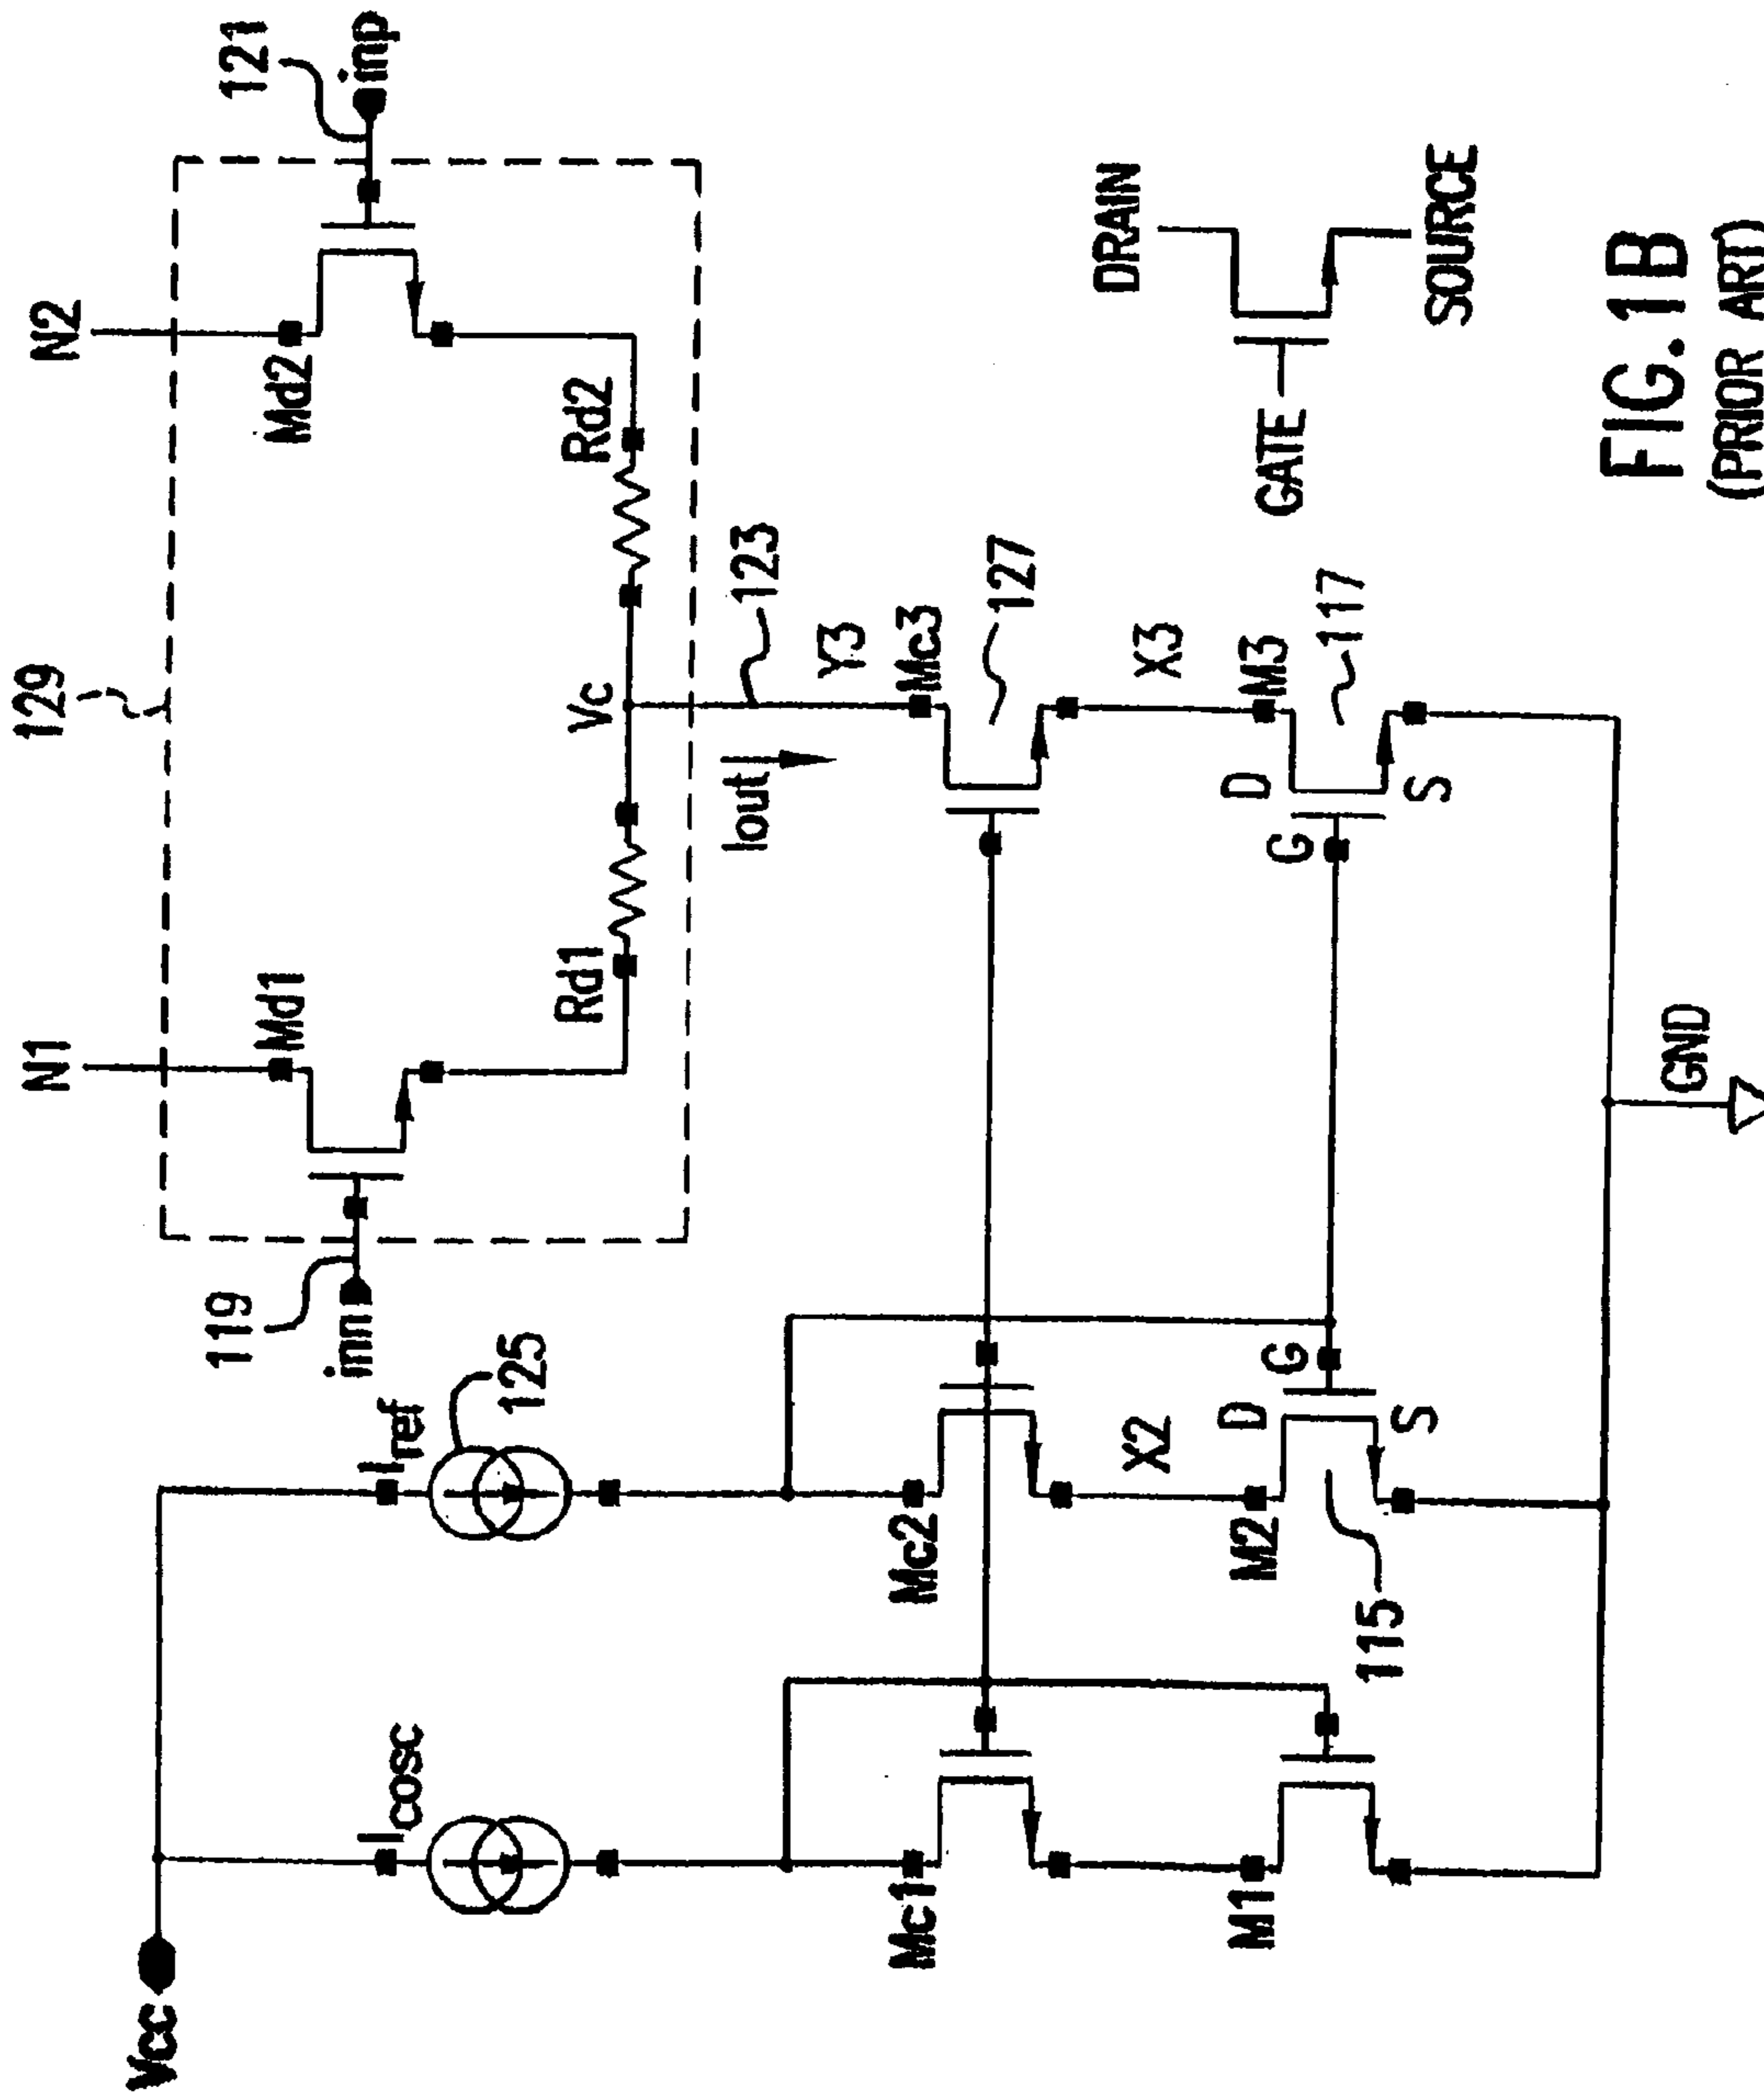 129
N1
N2
121
inp
119
inn
Md1
Md2
Rd1
Vc
Rd2
Vcc
Icosc
Iref
125
Iout
123
Y3
Mc1
Mc2
Mc3
127
X2
X3
M1
M2
D
G
S
115
M3
D
G
S
117
DRAIN
GATE
SOURCE
GND
FIG. 1B
(PRIOR ART)